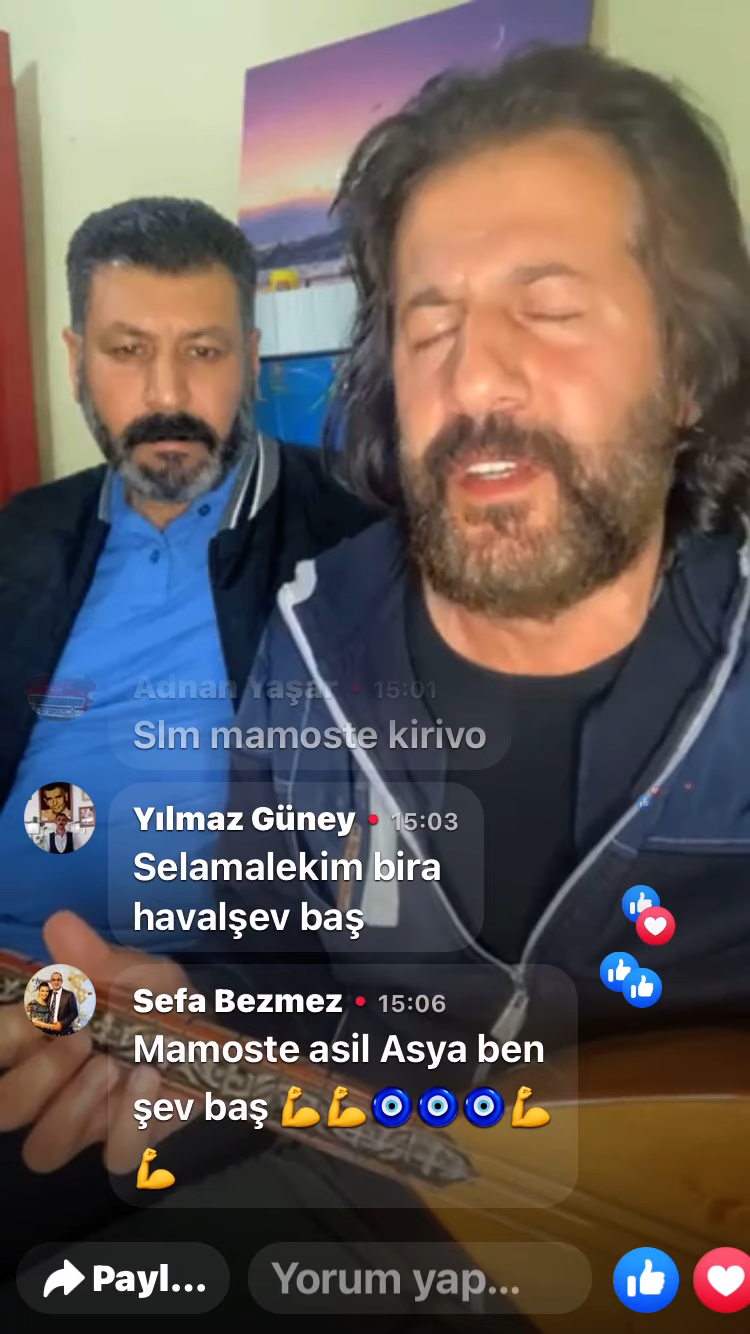 Adnan Yaşar • 15:01
Slm mamoste kirivo
Yılmaz Güney • 15:03
Selamalekim bira
havalşev baş
Sefa Bezmez • 15:06
Mamoste asil Asya ben
şev baş 💪💪🧿🧿🧿💪
💪
Payl...
Yorum yap...